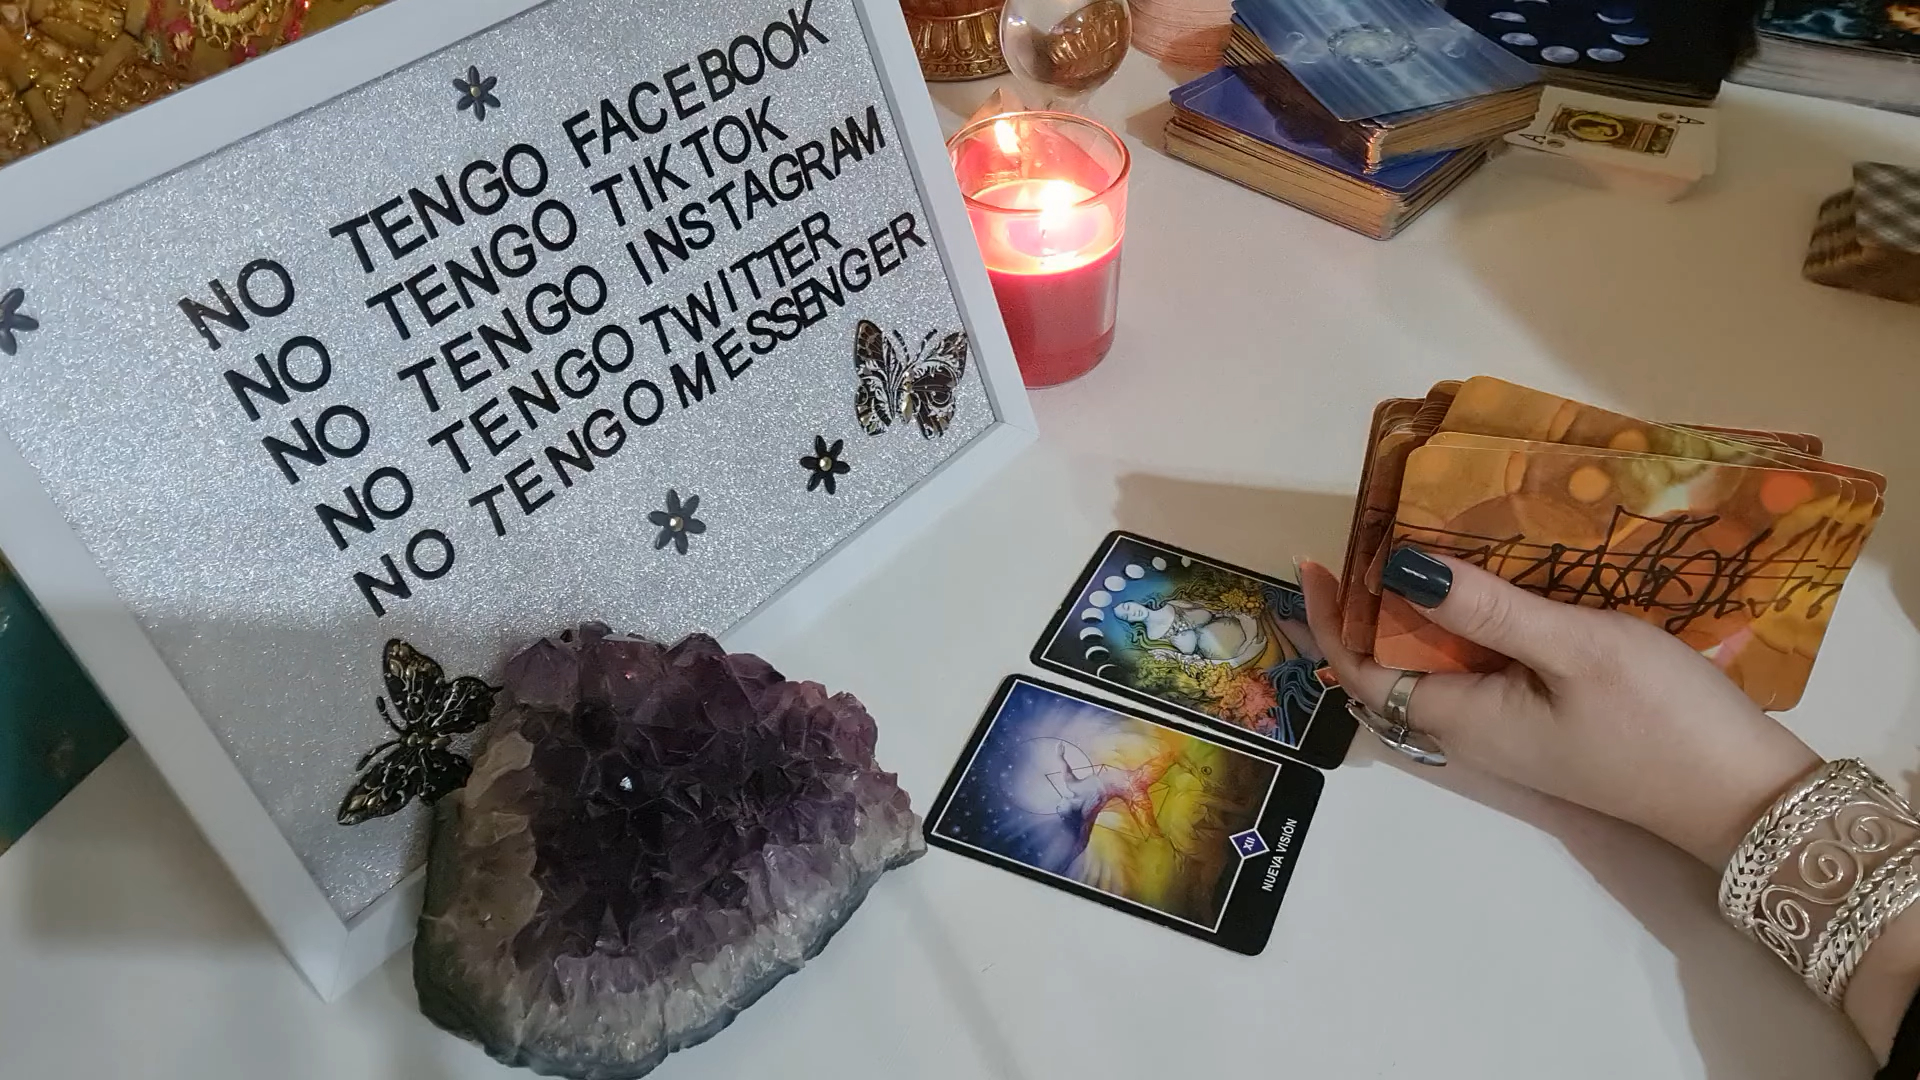 NO TENGO FACEBOOK
NO TENGO TIKTOK
NO TENGO INSTAGRAM
NO TENGO TWITTER
NO TENGO MESSENGER
A
A
XII
NUEVA VISIÓN